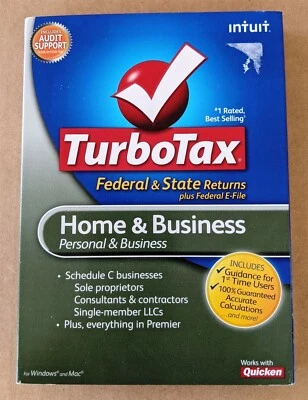 INCLUDES
AUDIT
SUPPORT
intuit
#1 Rated,
Best Selling
TurboTax®
Federal & State Returns
plus Federal E-File
Home & Business
Personal & Business
• Schedule C businesses
Sole proprietors
Consultants & contractors
Single-member LLCs
• Plus, everything in Premier
INCLUDES
✓ Guidance for
1st Time Users
✓ 100% Guaranteed
Accurate
Calculations
...and more!
For Windows® and Mac®
Works with
Quicken